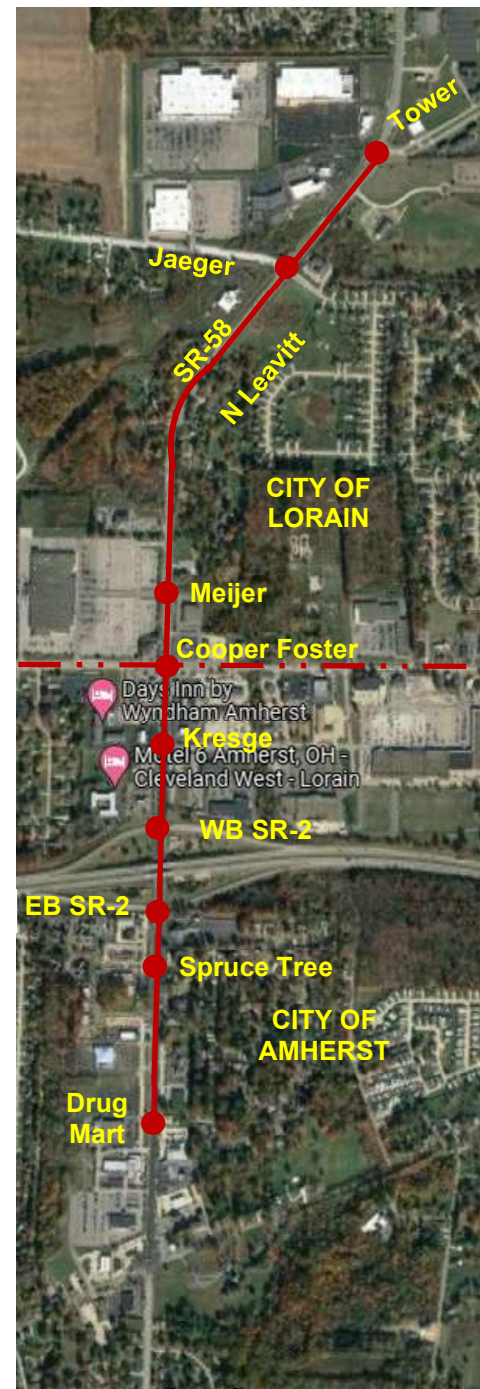 Tower
Jaeger
SR-58
N Leavitt
CITY OF
LORAIN
Meijer
Cooper Foster
Days Inn by
Wyndham Amherst
Kresge
Motel 6 Amherst, OH -
Cleveland West - Lorain
WB SR-2
EB SR-2
Spruce Tree
CITY OF
AMHERST
Drug
Mart